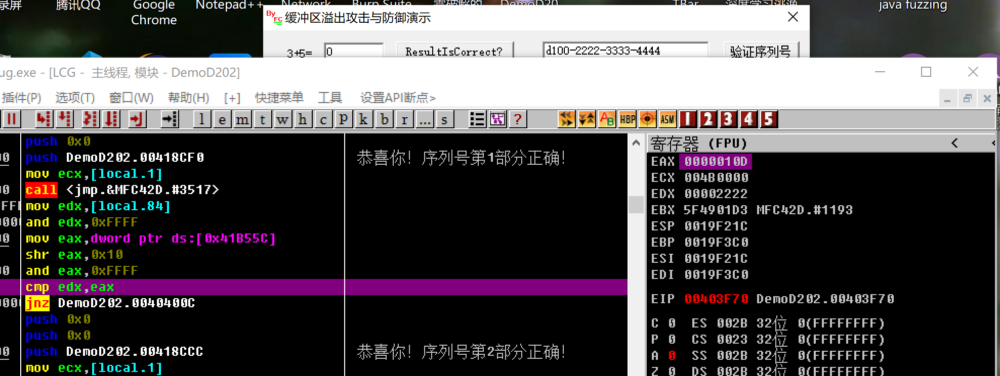 录屏 腾讯QQ Google Chrome Notepad++ Network Burp Suite DemoD20 TBar java fuzzing
By FC 缓冲区溢出攻击与防御演示
3+5= 0 ResultIsCorrect? d100-2222-3333-4444 验证序列号
ug.exe - [LCG - 主线程, 模块 - DemoD202]
插件(P) 选项(T) 窗口(W) 帮助(H) [+] 快捷菜单 工具 设置API断点>
l e m t w h c P k b r ... s ? AB HBP ASM 1 2 3 4 5
push 0x0
push DemoD202.00418CF0 恭喜你! 序列号第1部分正确!
mov ecx,[local.1]
call <jmp.&MFC42D.#3517>
mov edx,[local.84]
and edx,0xFFFF
mov eax,dword ptr ds:[0x41B55C]
shr eax,0x10
and eax,0xFFFF
cmp edx,eax
jnz DemoD202.0040400C
push 0x0
push 0x0
push DemoD202.00418CCC 恭喜你! 序列号第2部分正确!
mov ecx,[local.1]
寄存器 (FPU) < <
EAX 0000010D
ECX 004B0000
EDX 00002222
EBX 5F4901D3 MFC42D.#1193
ESP 0019F21C
EBP 0019F3C0
ESI 0019F21C
EDI 0019F3C0
EIP 00403F70 DemoD202.00403F70
C 0 ES 002B 32位 0(FFFFFFFF)
P 0 CS 0023 32位 0(FFFFFFFF)
A 0 SS 002B 32位 0(FFFFFFFF)
Z 0 DS 002B 32位 0(FFFFFFFF)